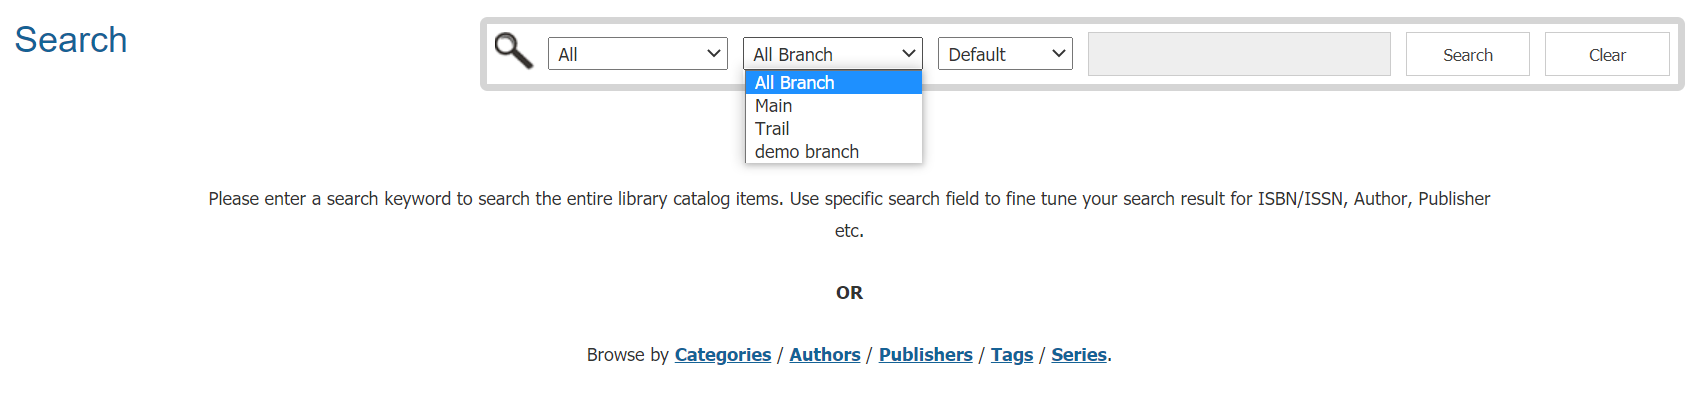 Search
All
All Branch
Default
Search
Clear
All Branch
Main
Trail
demo branch
Please enter a search keyword to search the entire library catalog items. Use specific search field to fine tune your search result for ISBN/ISSN, Author, Publisher
etc.
OR
Browse by Categories / Authors / Publishers / Tags / Series.